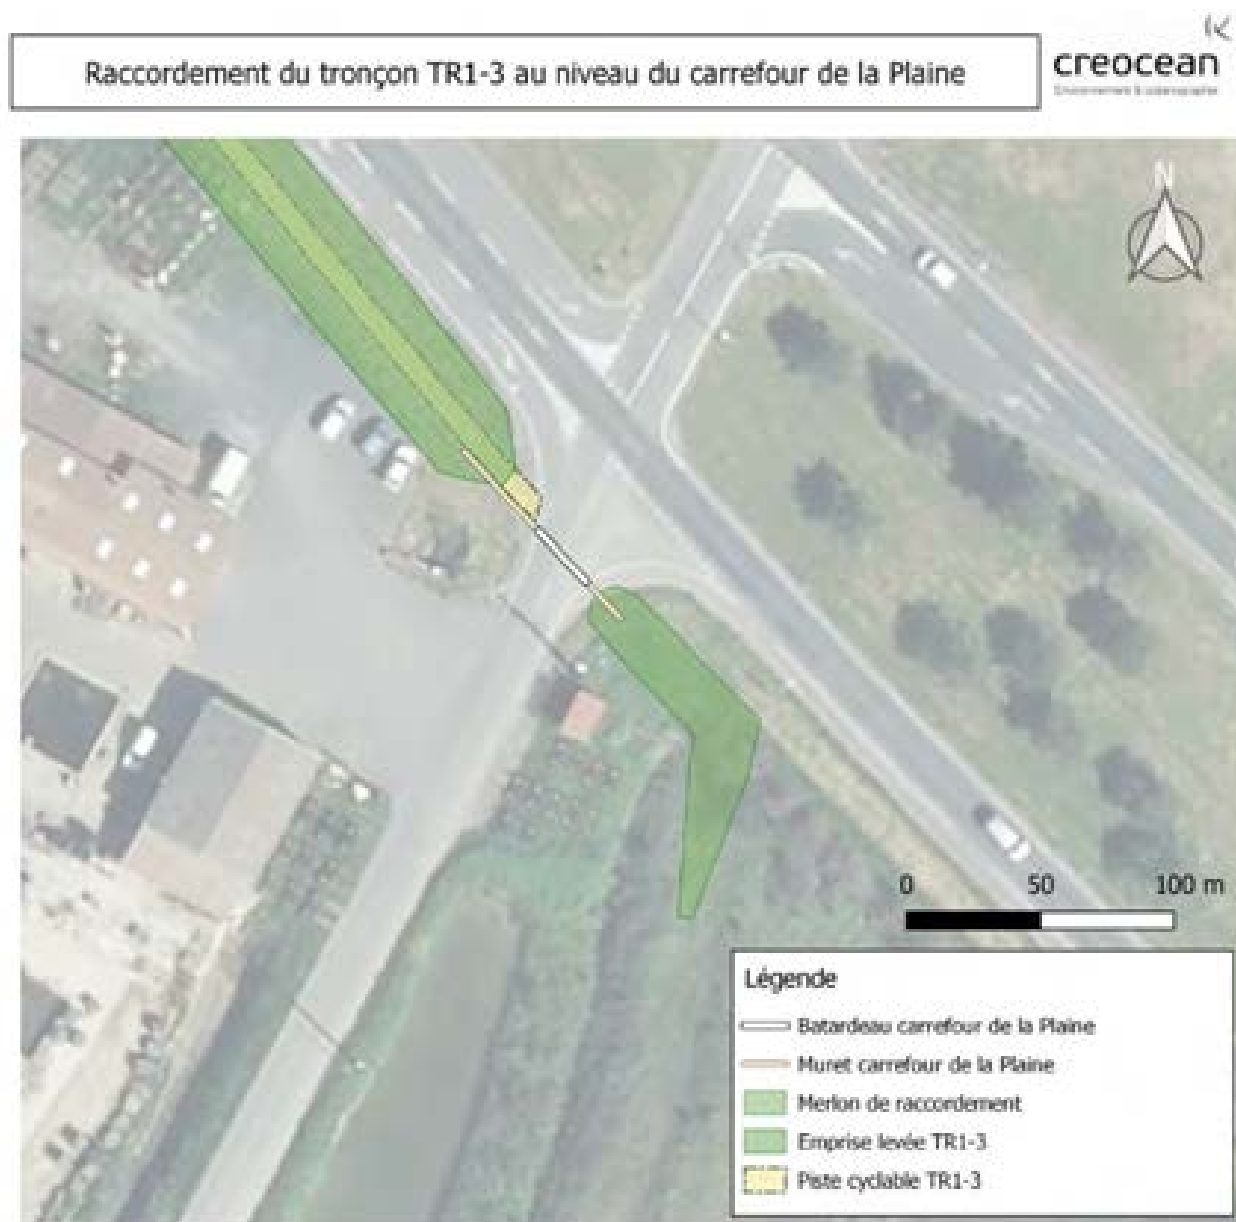 Raccordement du tronçon TR1-3 au niveau du carrefour de la Plaine
creocean
N
0 50 100 m
Légende
Batardeau carrefour de la Plaine
Muret carrefour de la Plaine
Merlon de raccordement
Emprise levée TR1-3
Piste cyclable TR1-3